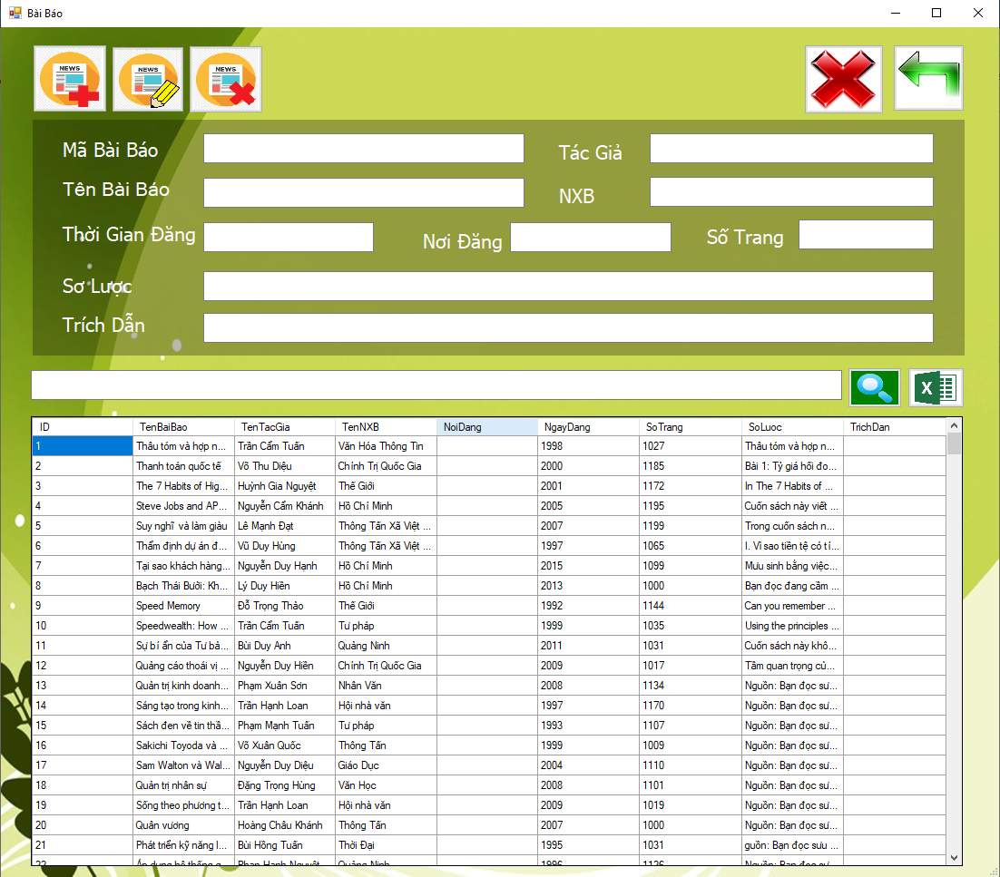 Bài Báo
NEWS NEWS NEWS
Mã Bài Báo Tác Giả
Tên Bài Báo NXB
Thời Gian Đăng Nơi Đăng Số Trang
Sơ Lược
Trích Dẫn
X
ID TenBaiBao TenTacGia TenNXB NoiDang NgayDang SoTrang SoLuoc TrichDan
1 Thâu tóm và hợp n... Trần Cẩm Tuấn Văn Hóa Thông Tin 1998 1027 Thâu tóm và hợp n...
2 Thanh toán quốc tế Võ Thu Diệu Chính Trị Quốc Gia 2000 1185 Bài 1: Tỷ giá hối đo...
3 The 7 Habits of Hig... Huỳnh Gia Nguyệt Thế Giới 2001 1172 In The 7 Habits of ...
4 Steve Jobs and AP... Nguyễn Cẩm Khánh Hồ Chí Minh 2005 1195 Cuốn sách này viết ...
5 Suy nghĩ và làm giàu Lê Mạnh Đạt Thông Tấn Xã Việt ... 2007 1199 Trong cuốn sách n...
6 Thẩm định dự án đ... Vũ Duy Hùng Thông Tấn Xã Việt ... 1997 1065 I. Vì sao tiền tệ có tí...
7 Tại sao khách hàng... Nguyễn Duy Hạnh Hồ Chí Minh 2015 1099 Mưu sinh bằng việc...
8 Bạch Thái Bưởi: Kh... Lý Duy Hiền Hồ Chí Minh 2013 1000 Bạn đọc đang cầm ...
9 Speed Memory Đỗ Trọng Thảo Thế Giới 1992 1144 Can you remember ...
10 Speedwealth: How ... Trần Cẩm Tuấn Tư pháp 1999 1035 Using the principles ...
11 Sự bí ẩn của Tư bả... Bùi Duy Anh Quảng Ninh 2011 1031 Cuốn sách này khô...
12 Quảng cáo thoái vị ... Nguyễn Duy Hiền Chính Trị Quốc Gia 2009 1017 Tầm quan trọng củ...
13 Quản trị kinh doanh... Phạm Xuân Sơn Nhân Văn 2008 1134 Nguồn: Bạn đọc sư...
14 Sáng tạo trong kinh... Trần Hạnh Loan Hội nhà văn 1997 1170 Nguồn: Bạn đọc sư...
15 Sách đen về tin thầ... Phạm Mạnh Tuấn Tư pháp 1993 1107 Nguồn: Bạn đọc sư...
16 Sakichi Toyoda và ... Võ Xuân Quốc Thông Tấn 1999 1009 Nguồn: Bạn đọc sư...
17 Sam Walton và Wal... Nguyễn Duy Diệu Giáo Dục 2004 1110 Nguồn: Bạn đọc sư...
18 Quản trị nhân sự Đặng Trọng Hùng Văn Học 2008 1101 Nguồn: Bạn đọc sư...
19 Sống theo phương t... Trần Hạnh Loan Hội nhà văn 2009 1019 Nguồn: Bạn đọc sư...
20 Quân vương Hoàng Châu Khánh Thông Tấn 2007 1000 Nguồn: Bạn đọc sư...
21 Phát triển kỹ năng l... Bùi Hồng Tuấn Thời Đại 1995 1031 guồn: Bạn đọc sưu ...
22 Áp dụng hệ thống q... Phan Hạnh Nguyệt Quảng Ninh 1996 1126 Nguồn: Bạn đọc sư...